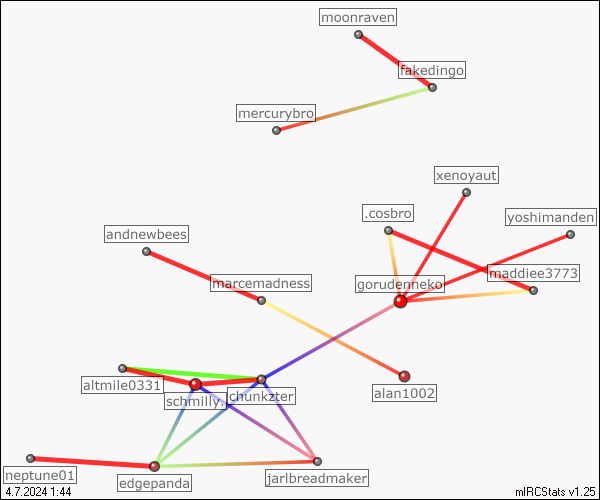 moonraven
fakedingo
mercurybro
xenoyaut
.cosbro
yoshimanden
andnewbees
maddiee3773
marcemadness
gorudenneko
altmile0331
alan1002
schmilly.
chunkzter
neptune01
edgepanda
jarlbreadmaker
4.7.2024 1:44
mIRCStats v1.25